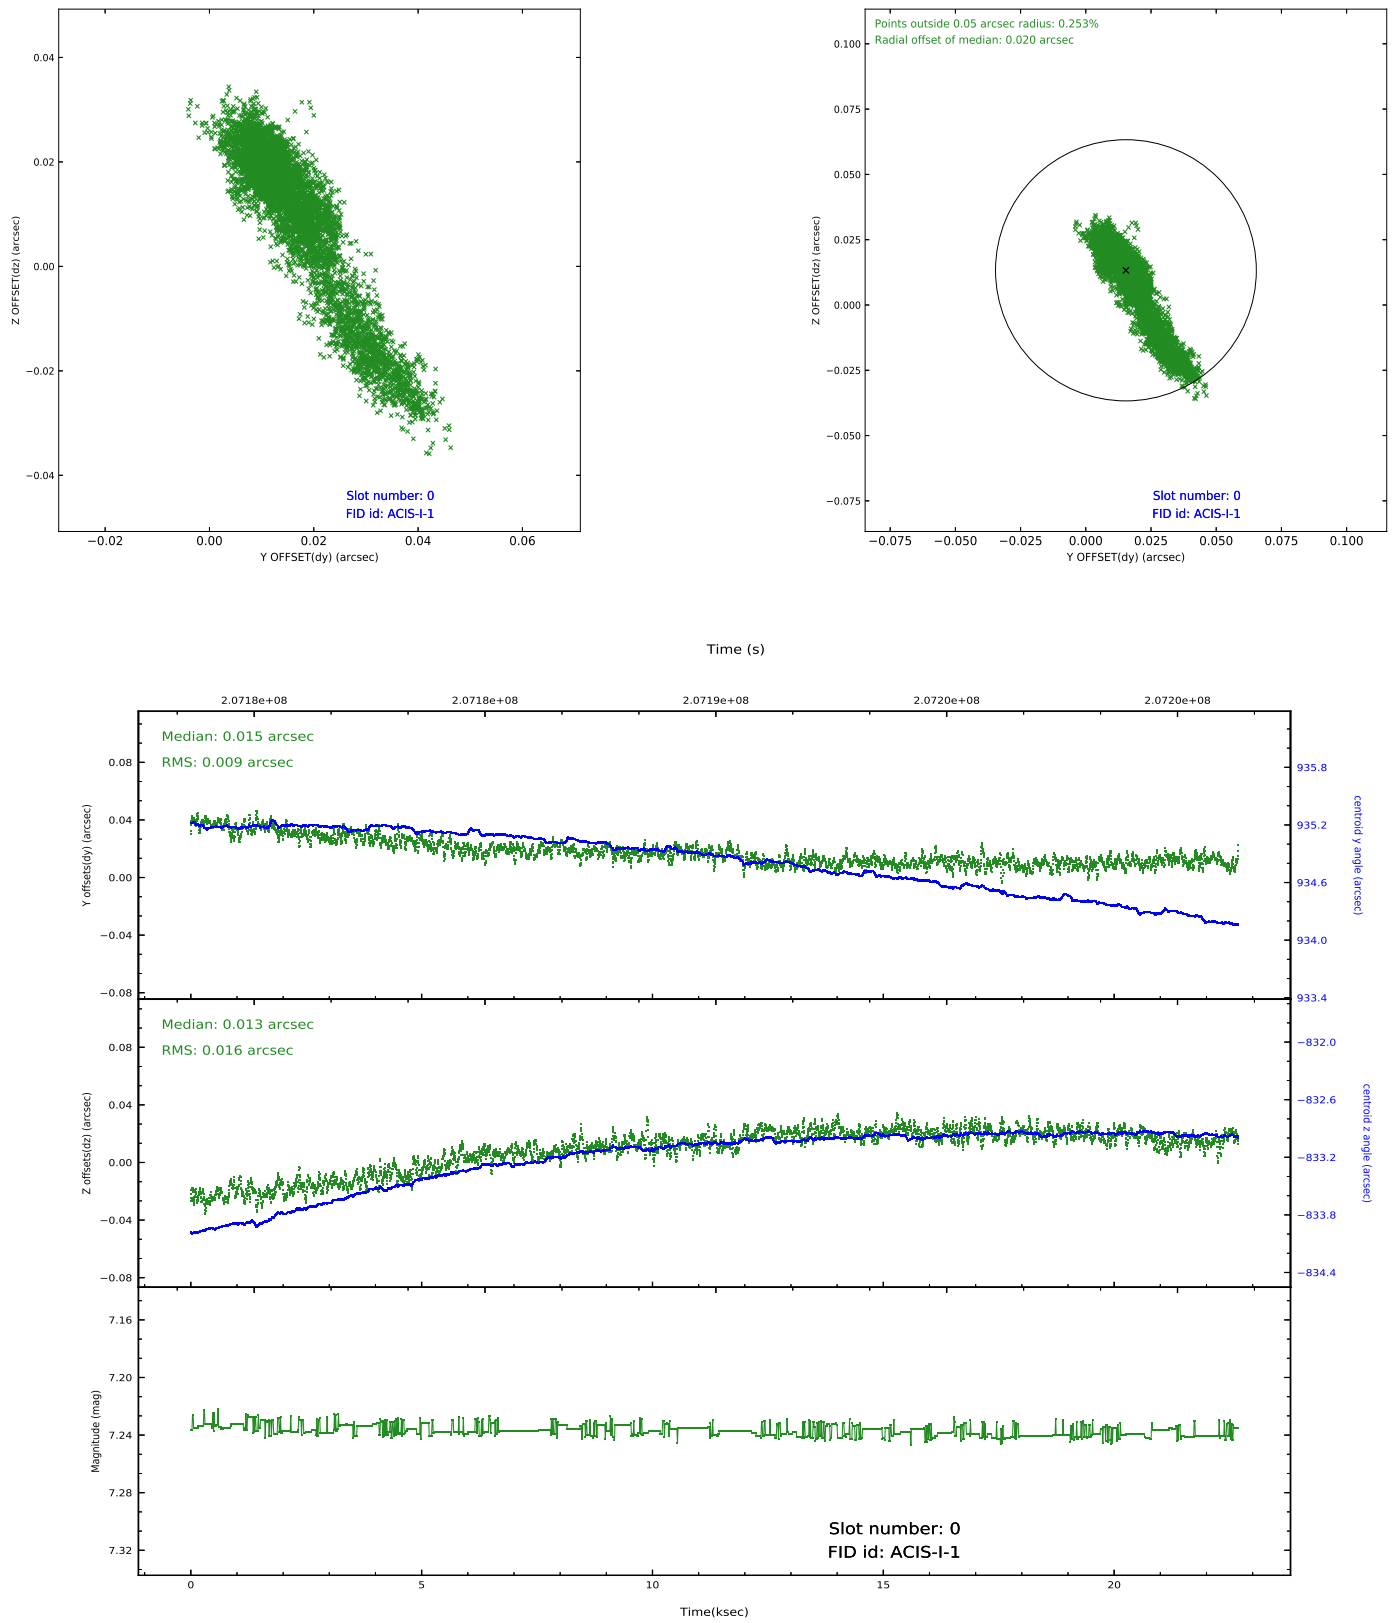 0.04
0.02
0.00
−0.02
−0.04
Z OFFSET(dz) (arcsec)
Slot number: 0
FID id: ACIS-I-1
−0.02 0.00 0.02 0.04 0.06
Y OFFSET(dy) (arcsec)
Points outside 0.05 arcsec radius: 0.253%
Radial offset of median: 0.020 arcsec
0.100
0.075
0.050
0.025
0.000
−0.025
−0.050
−0.075
Z OFFSET(dz) (arcsec)
Slot number: 0
FID id: ACIS-I-1
−0.075 −0.050 −0.025 0.000 0.025 0.050 0.075 0.100
Y OFFSET(dy) (arcsec)
Time (s)
2.0718e+08 2.0718e+08 2.0719e+08 2.0720e+08 2.0720e+08
Median: 0.015 arcsec
RMS: 0.009 arcsec
0.08
0.04
0.00
−0.04
−0.08
Y offsets(dy) (arcsec)
935.8
935.2
934.6
934.0
933.4
centroid y angle (arcsec)
Median: 0.013 arcsec
RMS: 0.016 arcsec
0.08
0.04
0.00
−0.04
−0.08
Z offsets(dz) (arcsec)
−832.0
−832.6
−833.2
−833.8
−834.4
centroid z angle (arcsec)
7.16
7.20
7.24
7.28
7.32
Magnitude (mag)
Slot number: 0
FID id: ACIS-I-1
0 5 10 15 20
Time(ksec)